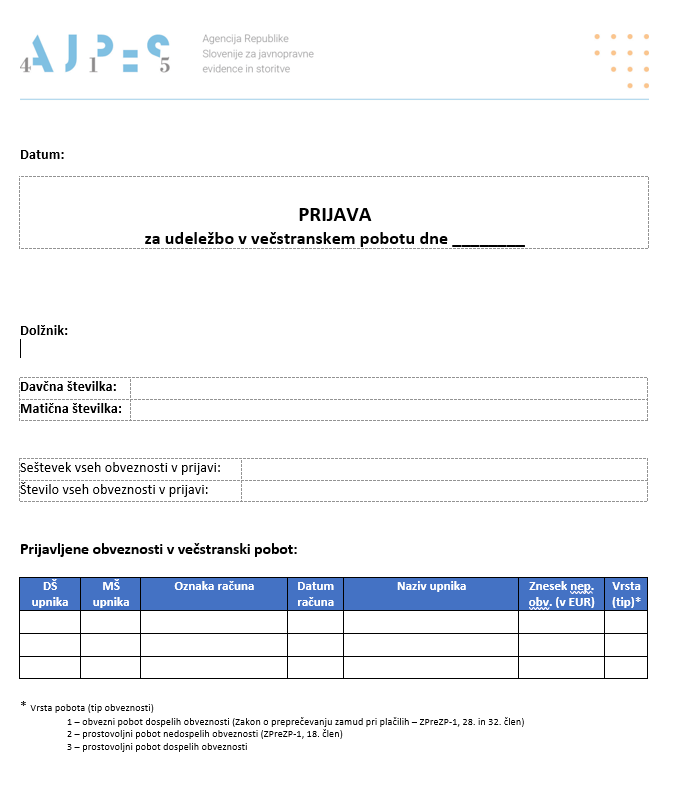 AJPES
4 1 5
Agencija Republike
Slovenije za javnopravne
evidence in storitve
Datum:
PRIJAVA
za udeležbo v večstranskem pobotu dne ________
Dolžnik:
Davčna številka:
Matična številka:
Seštevek vseh obveznosti v prijavi:
Število vseh obveznosti v prijavi:
Prijavljene obveznosti v večstranski pobot:
DŠ upnika
MŠ upnika
Oznaka računa
Datum računa
Naziv upnika
Znesek nep. obv. (v EUR)
Vrsta (tip)*
* Vrsta pobota (tip obveznosti)
1 – obvezni pobot dospelih obveznosti (Zakon o preprečevanju zamud pri plačilih – ZPreZP-1, 28. in 32. člen)
2 – prostovoljni pobot nedospelih obveznosti (ZPreZP-1, 18. člen)
3 – prostovoljni pobot dospelih obveznosti